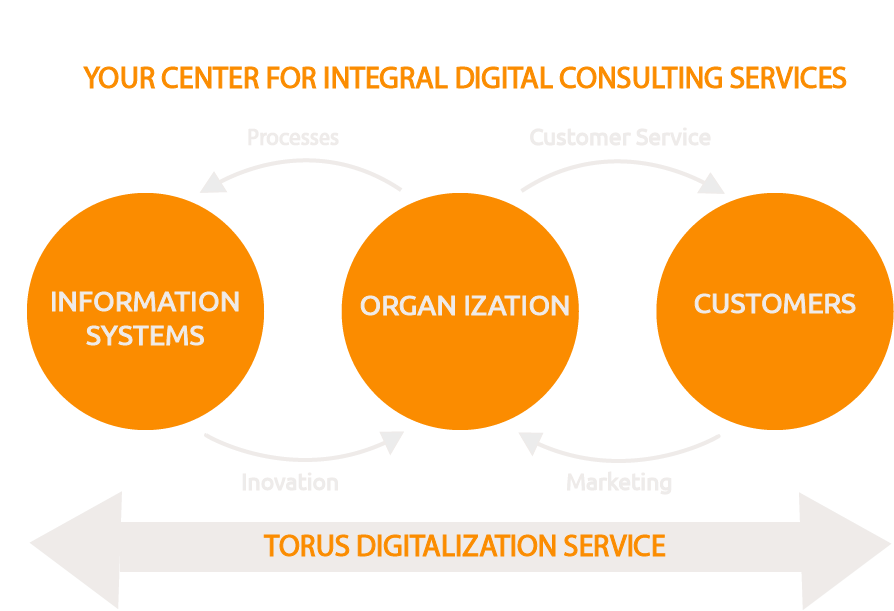 YOUR CENTER FOR INTEGRAL DIGITAL CONSULTING SERVICES
Processes
Customer Service
INFORMATION
SYSTEMS
ORGAN IZATION
CUSTOMERS
Inovation
Marketing
TORUS DIGITALIZATION SERVICE